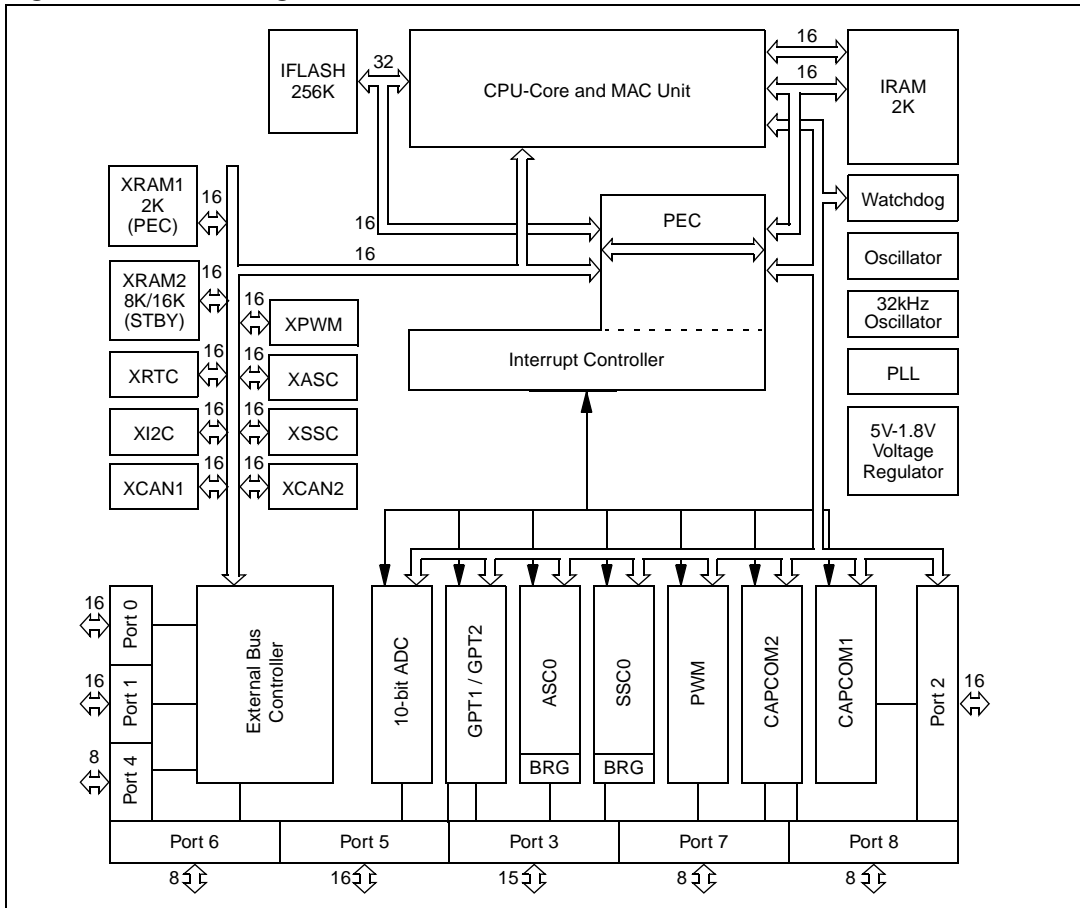 IFLASH
256K
32
CPU-Core and MAC Unit
16
16
IRAM
2K
XRAM1
2K
(PEC)
16
16
PEC
Watchdog
16
Oscillator
XRAM2
8K/16K
(STBY)
16
16
XPWM
32kHz
Oscillator
XRTC
16
16
XASC
Interrupt Controller
PLL
XI2C
16
16
XSSC
5V-1.8V
Voltage
Regulator
XCAN1
16
16
XCAN2
16
Port 0
16
Port 1
8
Port 4
External Bus
Controller
10-bit ADC
GPT1 / GPT2
ASC0
BRG
SSC0
BRG
PWM
CAPCOM2
CAPCOM1
Port 2
16
Port 6
Port 5
Port 3
Port 7
Port 8
8
16
15
8
8